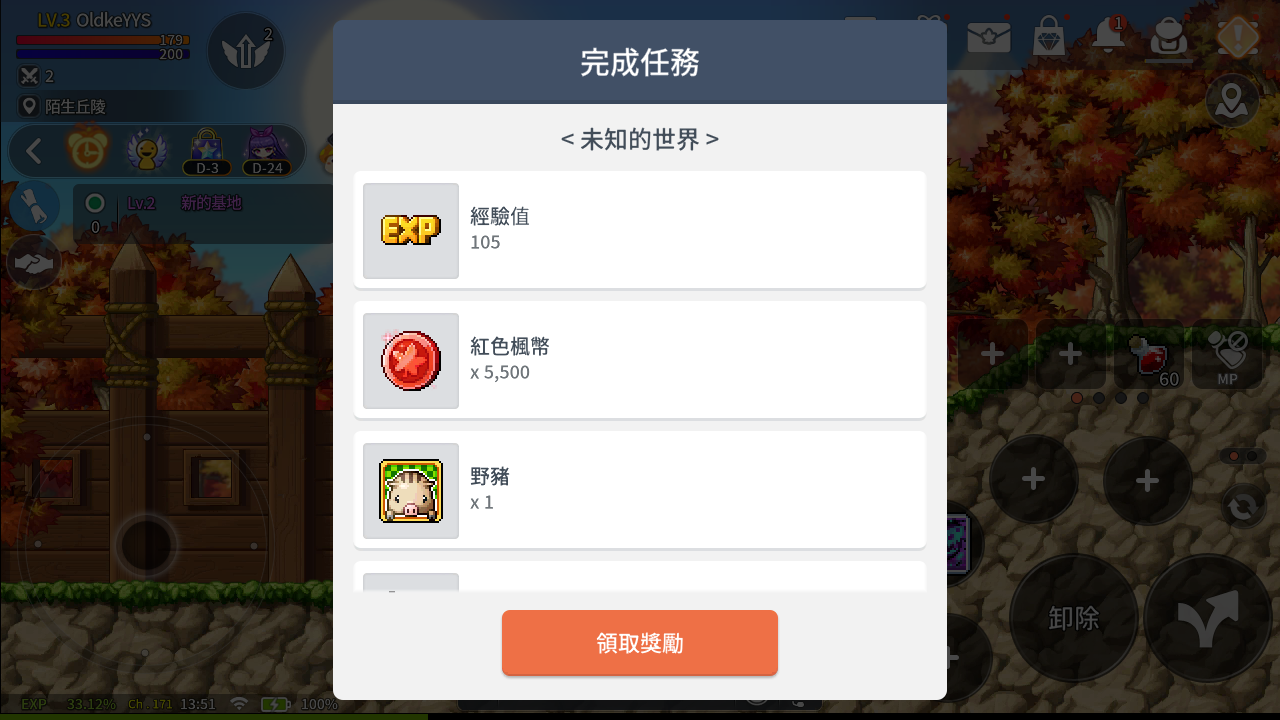 LV.3 OldkeYYS
179
200
2
2
陌生丘陵
D-3
D-24
Lv.2 新的基地
0
1
完成任務
< 未知的世界 >
EXP
經驗值
105
紅色楓幣
x 5,500
野豬
x 1
領取獎勵
60
MP
卸除
EXP 33.12% Ch. 171 13:51 100%